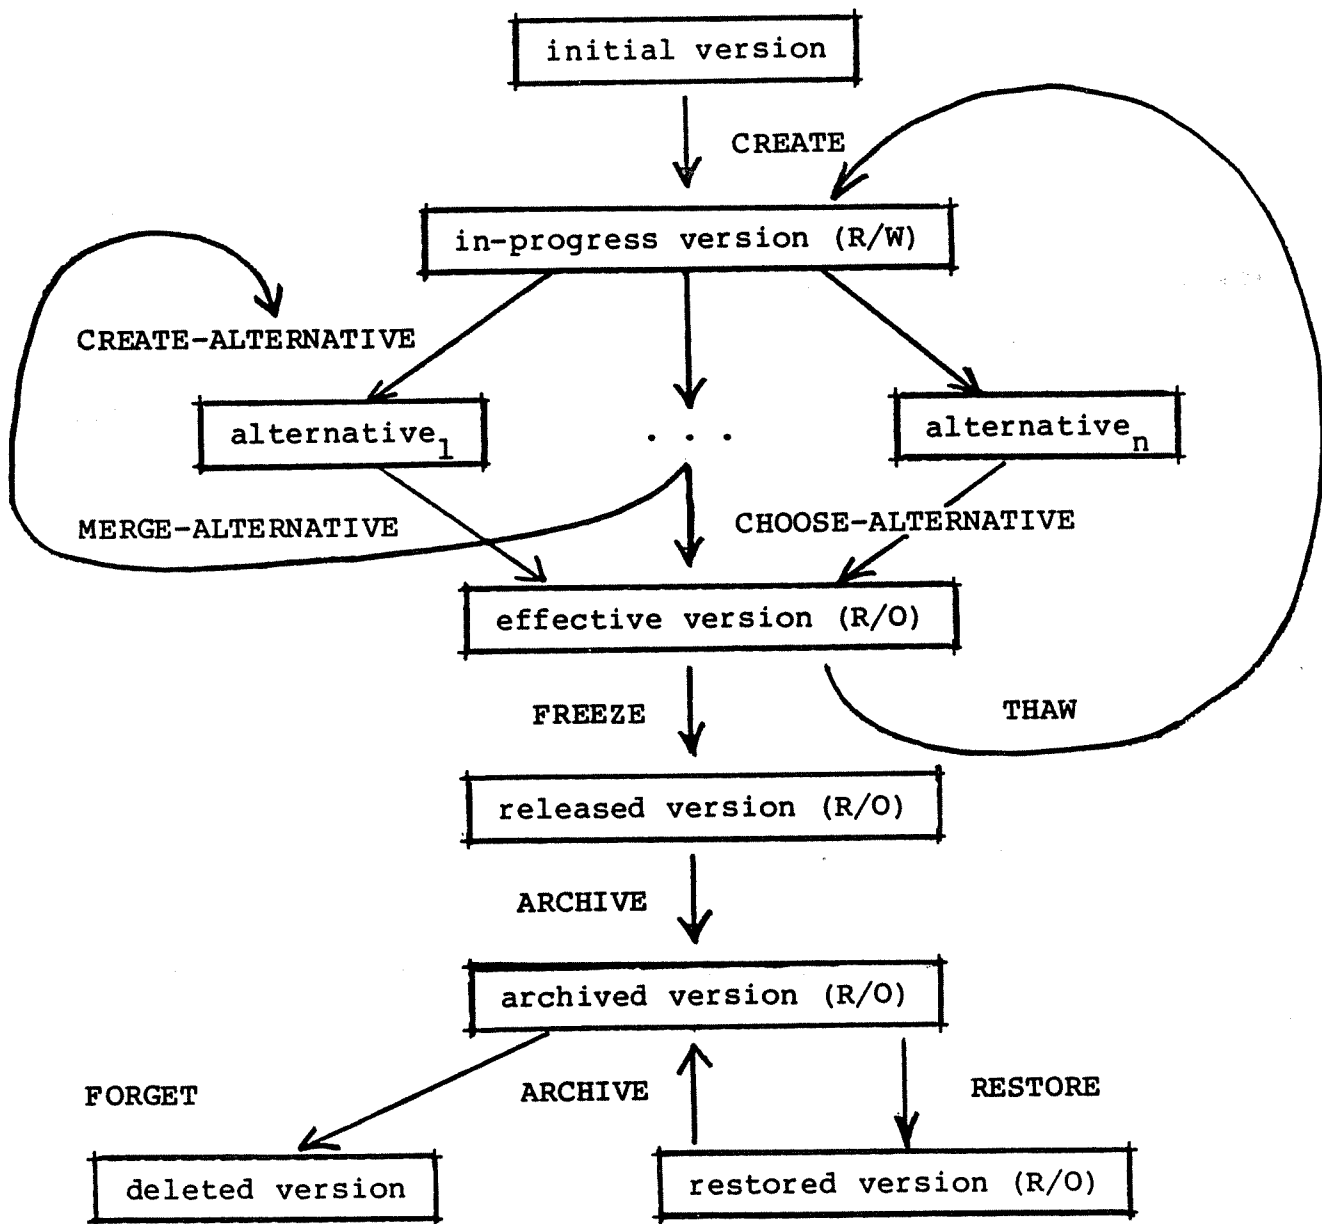 initial version
CREATE
in-progress version (R/W)
CREATE-ALTERNATIVE
alternative1
. . .
alternativen
MERGE-ALTERNATIVE
CHOOSE-ALTERNATIVE
effective version (R/O)
FREEZE
THAW
released version (R/O)
ARCHIVE
archived version (R/O)
FORGET
ARCHIVE
RESTORE
deleted version
restored version (R/O)